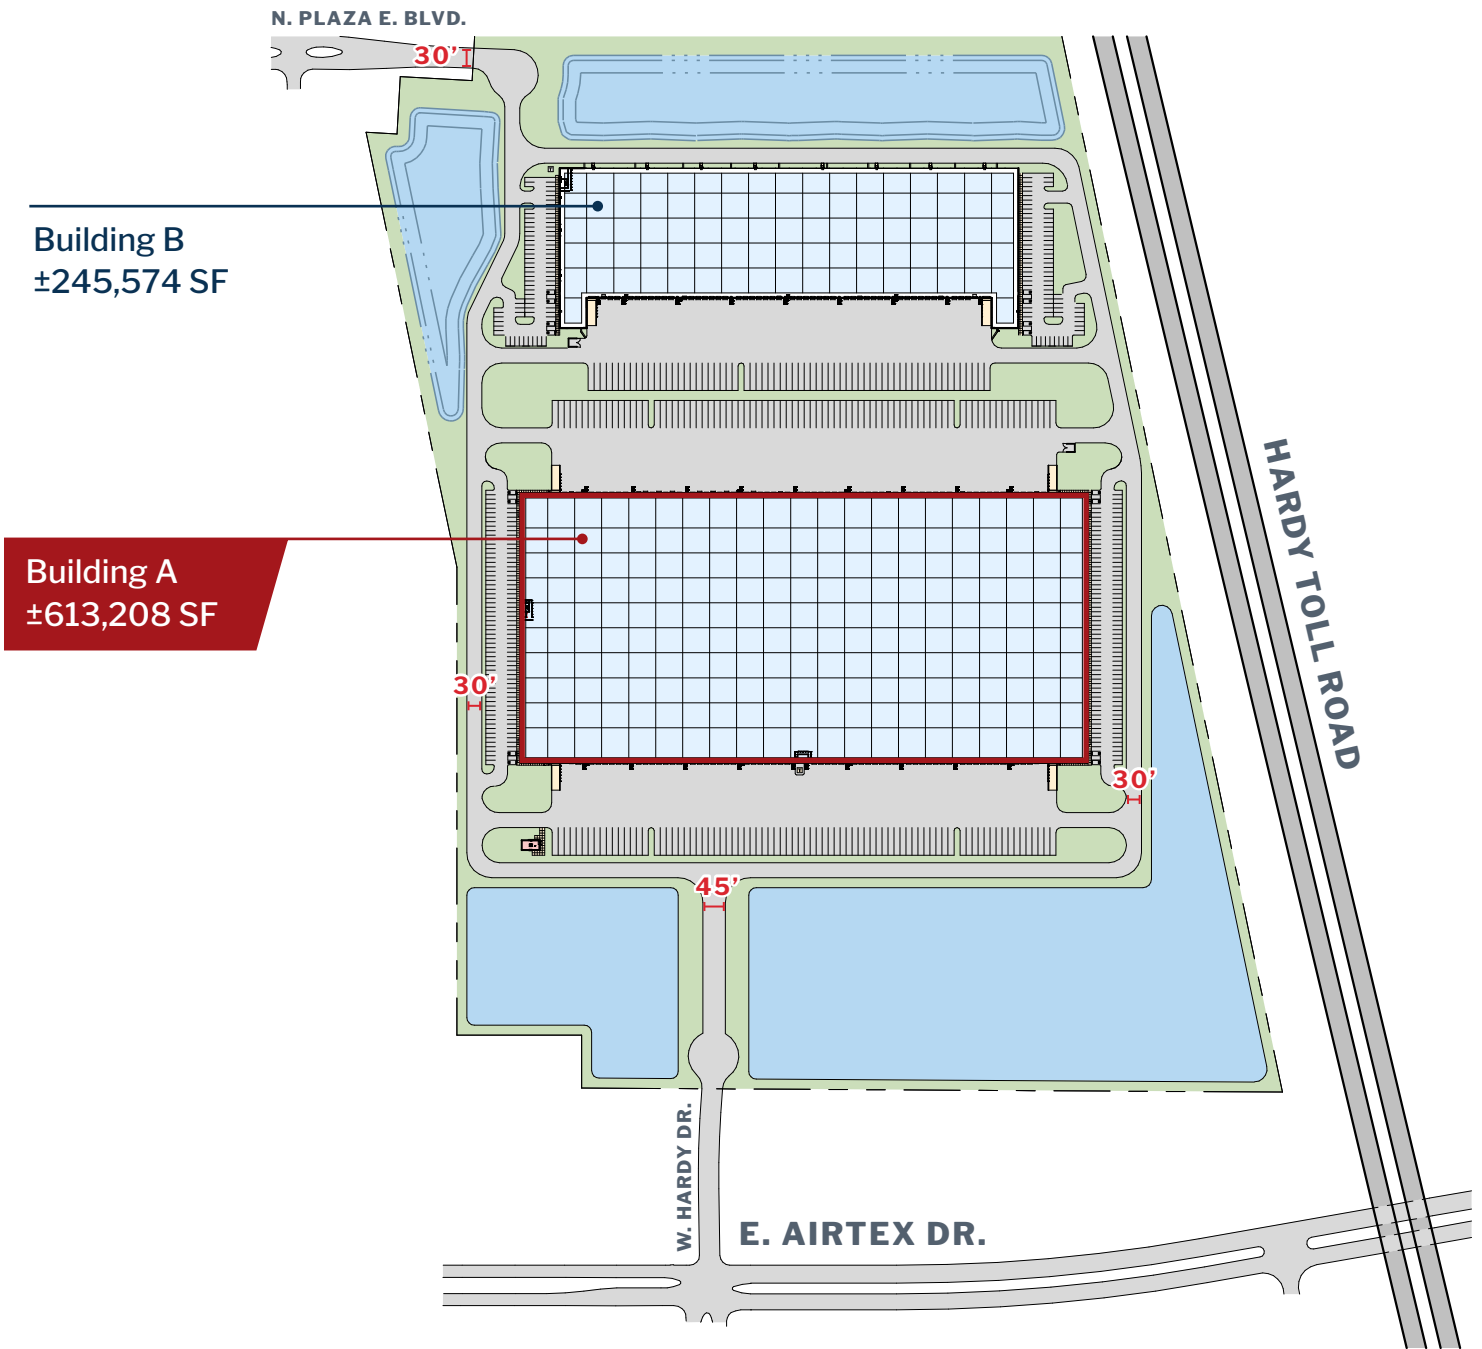 N. PLAZA E. BLVD.
30’
Building B
±245,574 SF
HARDY TOLL ROAD
Building A
±613,208 SF
30’
30’
45’
W. HARDY DR.
E. AIRTEX DR.